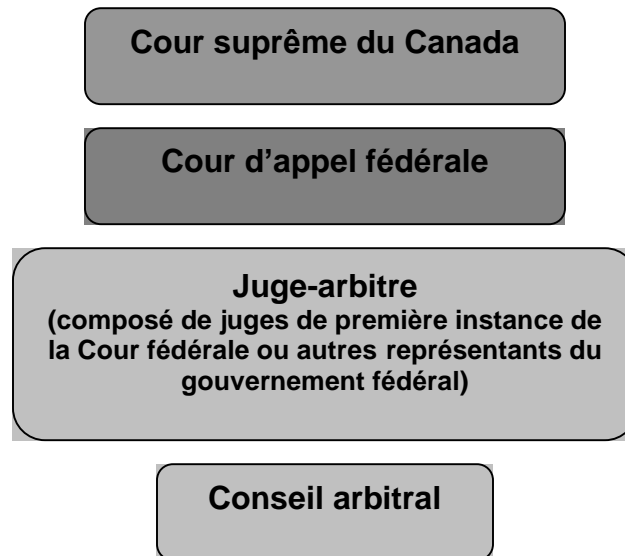 Cour suprême du Canada
Cour d’appel fédérale
Juge-arbitre
(composé de juges de première instance de
la Cour fédérale ou autres représentants du
gouvernement fédéral)
Conseil arbitral